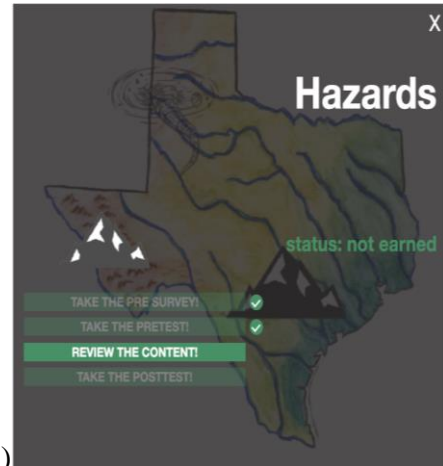 X
Hazards
status: not earned
TAKE THE PRE SURVEY!
TAKE THE PRETEST!
REVIEW THE CONTENT!
TAKE THE POSTTEST!
)